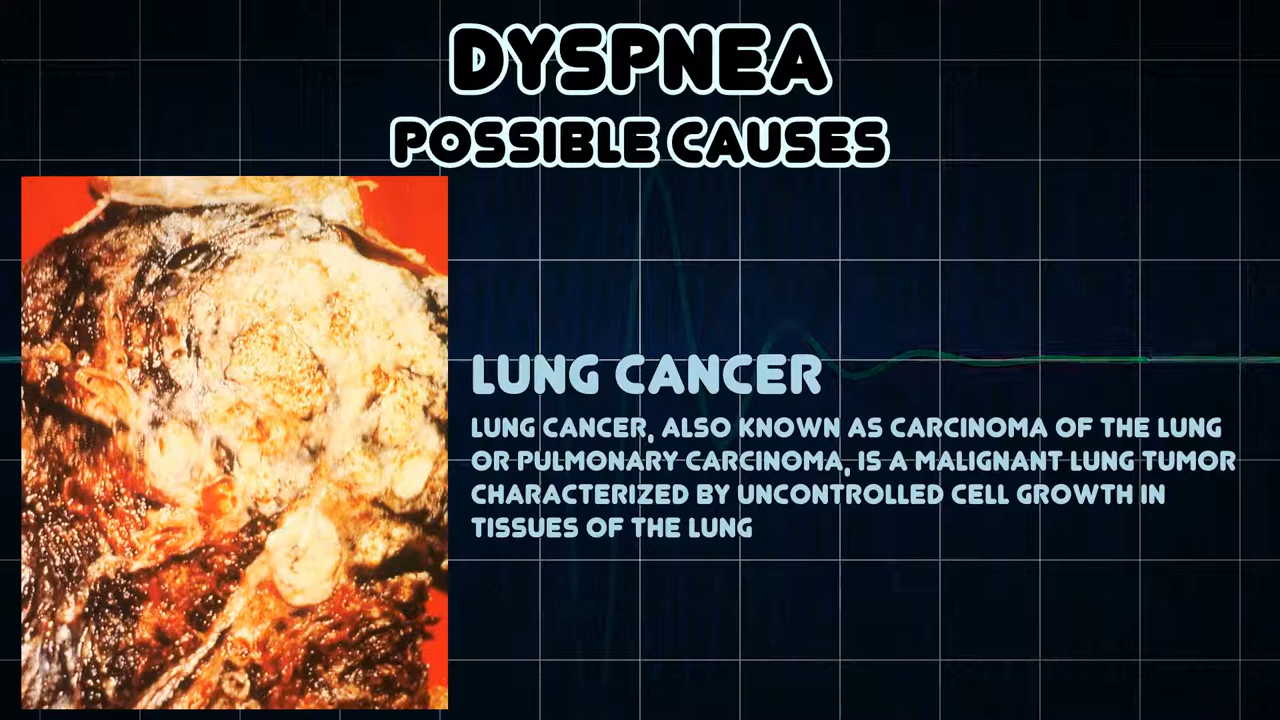 DYSPNEA
POSSIBLE CAUSES
LUNG CANCER
LUNG CANCER, ALSO KNOWN AS CARCINOMA OF THE LUNG
OR PULMONARY CARCINOMA, IS A MALIGNANT LUNG TUMOR
CHARACTERIZED BY UNCONTROLLED CELL GROWTH IN
TISSUES OF THE LUNG